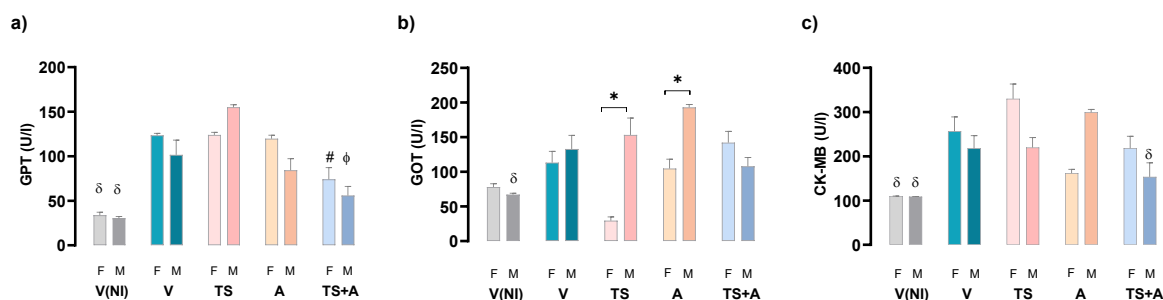 a)
GPT (U/l)
200
150
100
50
0
δ δ
# ϕ
F M F M F M F M F M
V(NI) V TS A TS+A
b)
GOT (U/l)
250
200
150
100
50
0
δ
*
*
F M F M F M F M F M
V(NI) V TS A TS+A
c)
CK-MB (U/l)
400
300
200
100
0
δ δ
δ
F M F M F M F M F M
V(NI) V TS A TS+A